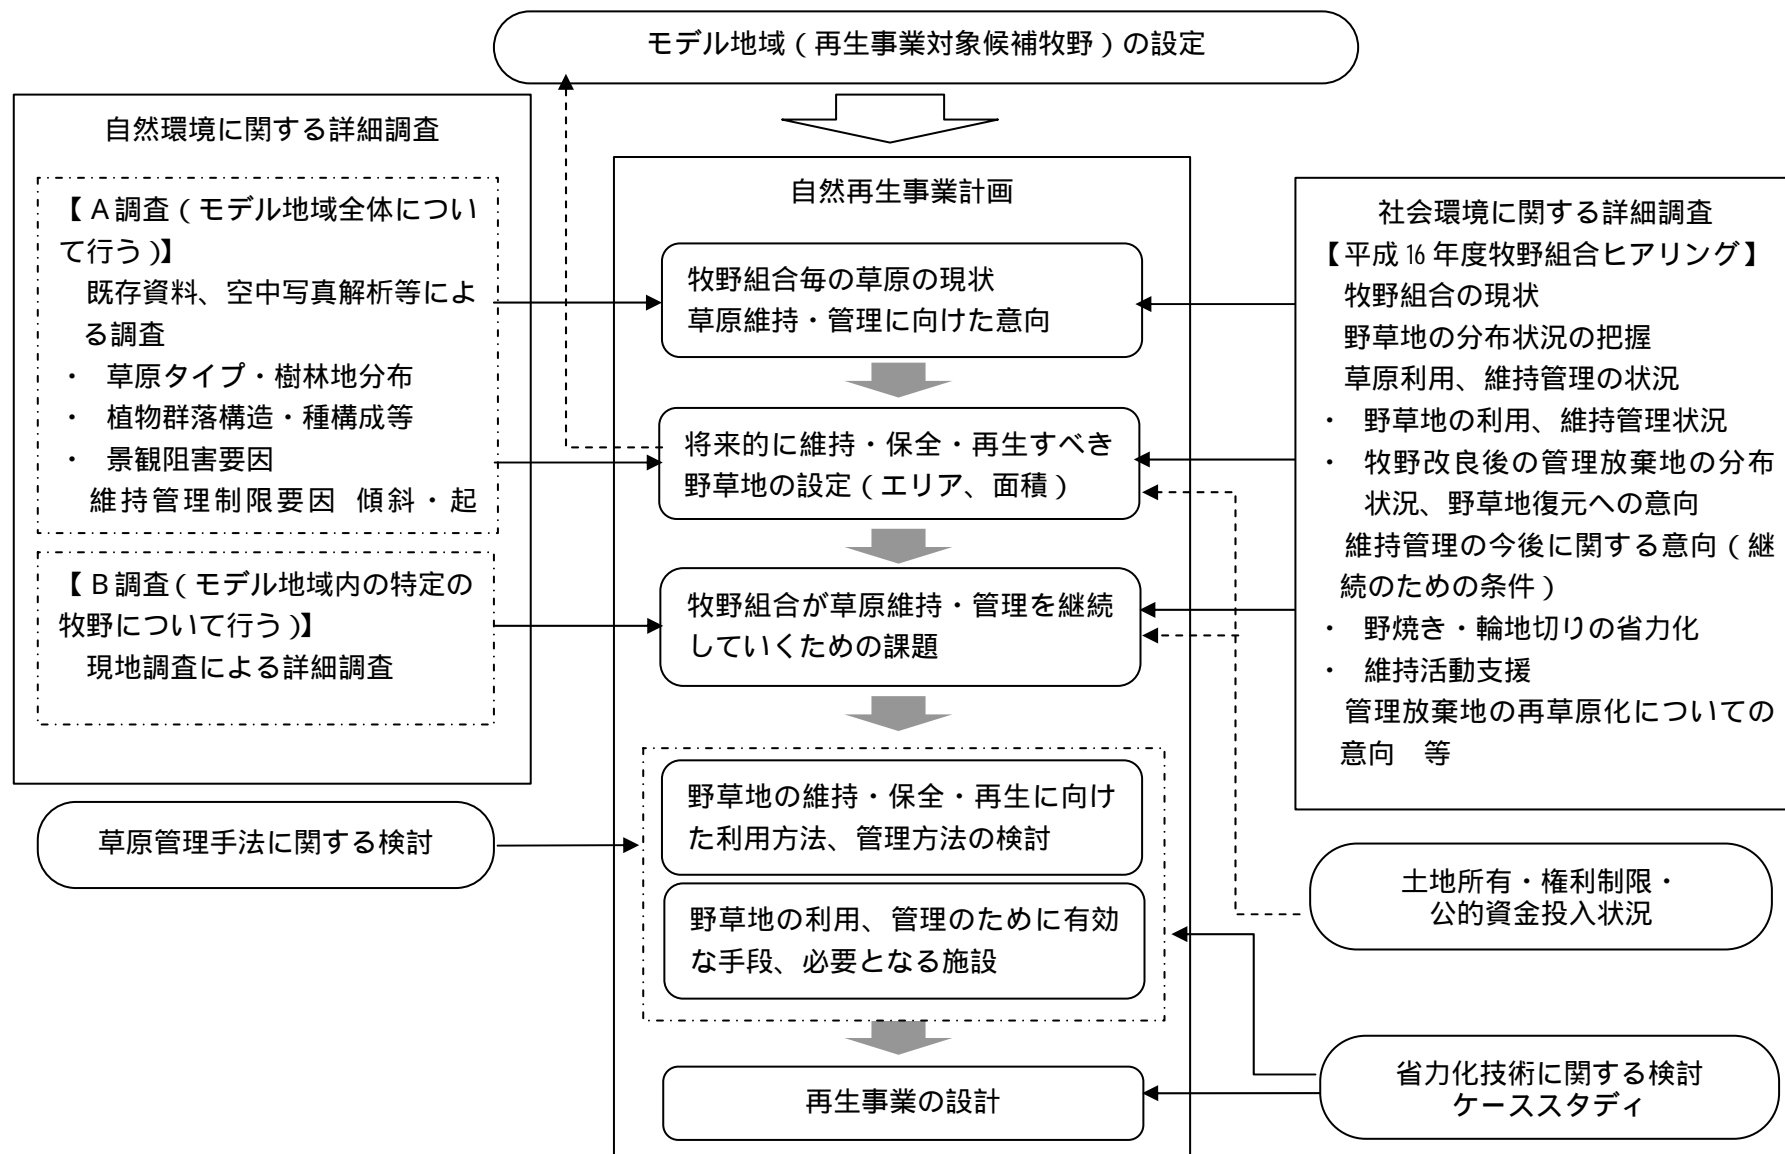 モデル地域（再生事業対象候補牧野）の設定
自然環境に関する詳細調査
【Ａ調査（モデル地域全体につい
て行う）】
既存資料、空中写真解析等によ
る調査
・ 草原タイプ・樹林地分布
・ 植物群落構造・種構成等
・ 景観阻害要因
維持管理制限要因 傾斜・起
【Ｂ調査（モデル地域内の特定の
牧野について行う）】
現地調査による詳細調査
草原管理手法に関する検討
自然再生事業計画
牧野組合毎の草原の現状
草原維持・管理に向けた意向
将来的に維持・保全・再生すべき
野草地の設定（エリア、面積）
牧野組合が草原維持・管理を継続
していくための課題
野草地の維持・保全・再生に向け
た利用方法、管理方法の検討
野草地の利用、管理のために有効
な手段、必要となる施設
再生事業の設計
社会環境に関する詳細調査
【平成16年度牧野組合ヒアリング】
牧野組合の現状
野草地の分布状況の把握
草原利用、維持管理の状況
・ 野草地の利用、維持管理状況
・ 牧野改良後の管理放棄地の分布
状況、野草地復元への意向
維持管理の今後に関する意向（継
続のための条件）
・ 野焼き・輪地切りの省力化
・ 維持活動支援
管理放棄地の再草原化についての
意向　等
土地所有・権利制限・
公的資金投入状況
省力化技術に関する検討
ケーススタディ